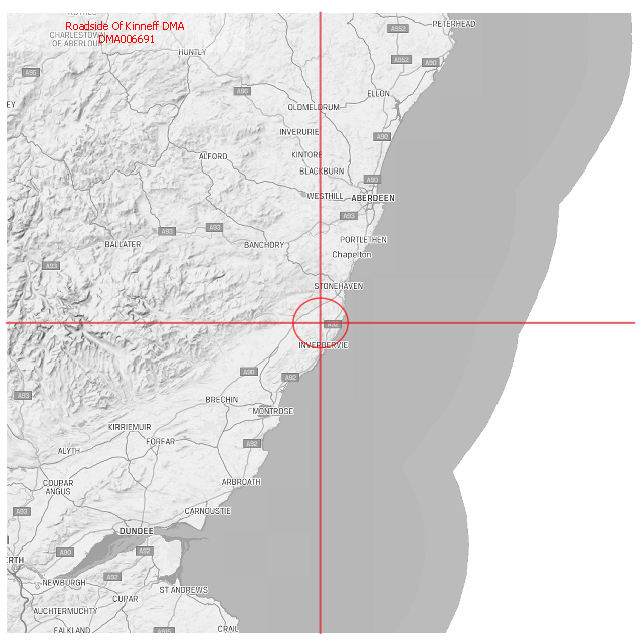 PETERHEAD
Roadside Of Kinneff DMA
DMA006691
CHARLESTOWN
OF ABERLOUR
HUNTLY
A952
A952
A90
A95
A96
ELLON
EY
OLDMELDRUM
INVERURIE
A90
KINTORE
ALFORD
BLACKBURN
A90
WESTHILL
ABERDEEN
A93
A93
A93
PORTLETHEN
BALLATER
BANCHORY
Chapelton
A93
STONEHAVEN
INVERBERVIE
A90
A92
A93
BRECHIN
MONTROSE
KIRRIEMUIR
FORFAR
A92
ALYTH
COUPAR
ANGUS
ARBROATH
A93
CARNOUSTIE
DUNDEE
A90
A92
ERTH
A92
NEWBURGH
ST ANDREWS
CUPAR
AUCHTERMUCHTY
FALKLAND
CRAIL